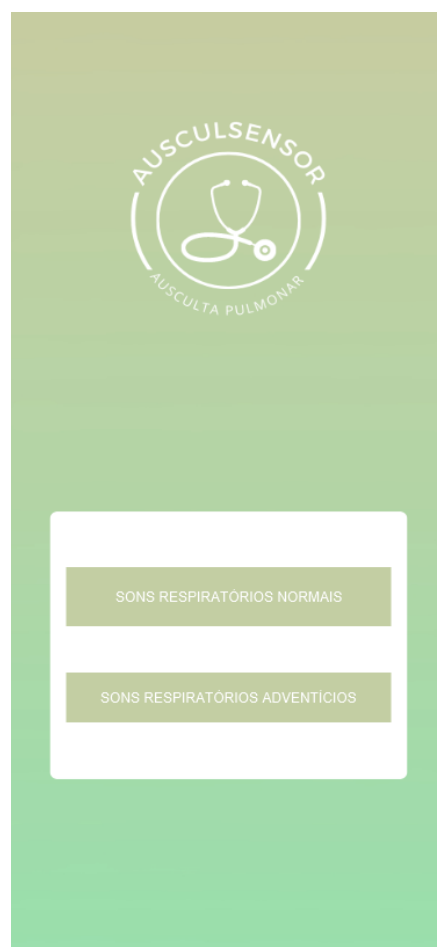 AUSCULSENSOR
AUSCULTA PULMONAR
SONS RESPIRATÓRIOS NORMAIS
SONS RESPIRATÓRIOS ADVENTÍCIOS